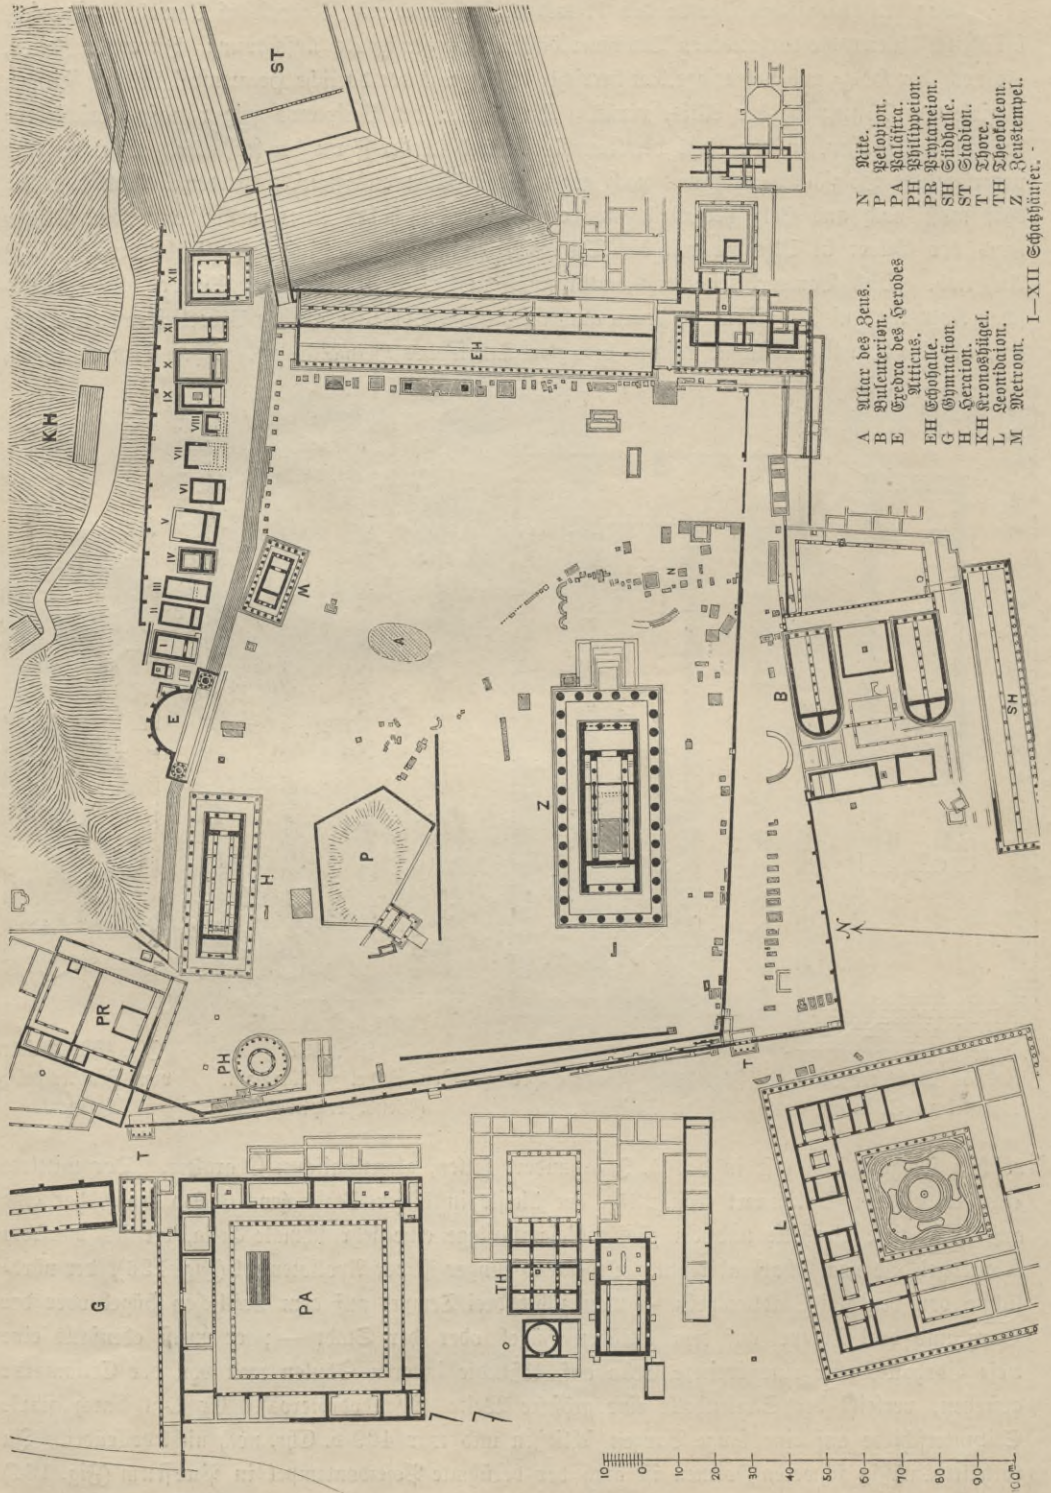 ST
KH
XII
XI
X
IX
VIII
VII
VI
V
IV
III
II
I
E
M
A
EH
H
P
Z
N
PR
PH
T
T
G
PA
TH
B
SH
N
L
A Altar des Zeus.
B Buleuterion.
E Exedra des Herodes
Atticus.
EH Echohalle.
G Gymnasion.
H Heraion.
KH Kronoshügel.
L Leonidaion.
M Metroon.
N Nike.
P Pelopion.
PA Palästra.
PH Philippeion.
PR Prytaneion.
SH Südhalle.
ST Stadion.
T Thore.
TH Theokoleon.
Z Zeustempel.
I—XII Schatzhäuser.
10 0 10 20 30 40 50 60 70 80 90 100m